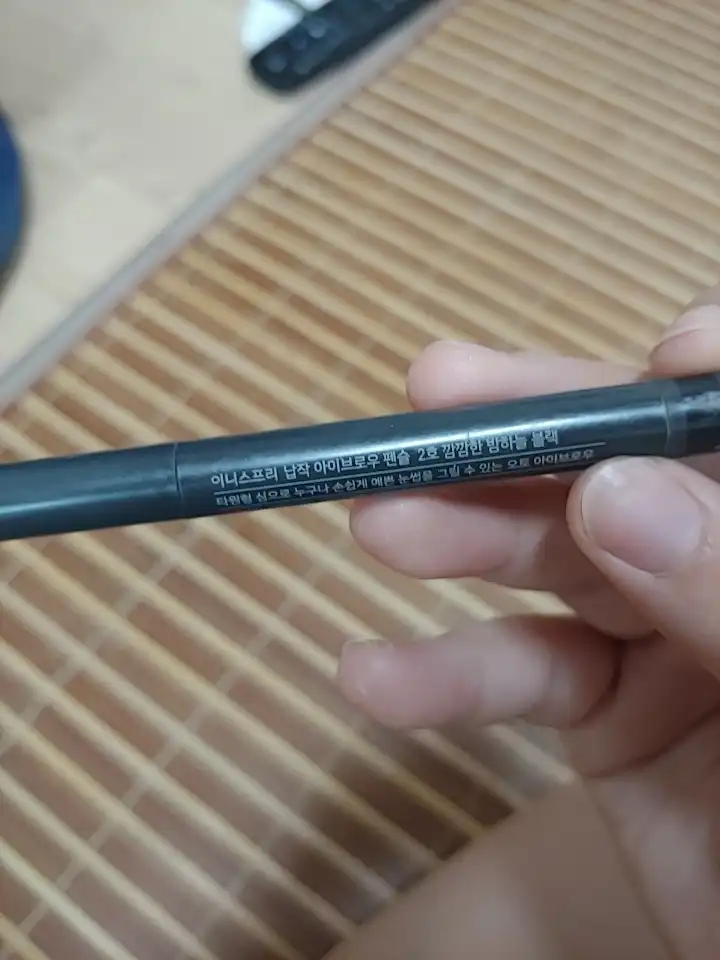 이니스프리 납작 아이브로우 펜슬 2호 깜깜한 밤하늘 블랙
타원형 심으로 누구나 손쉽게 예쁜 눈썹을 그릴 수 있는 오토 아이브로우